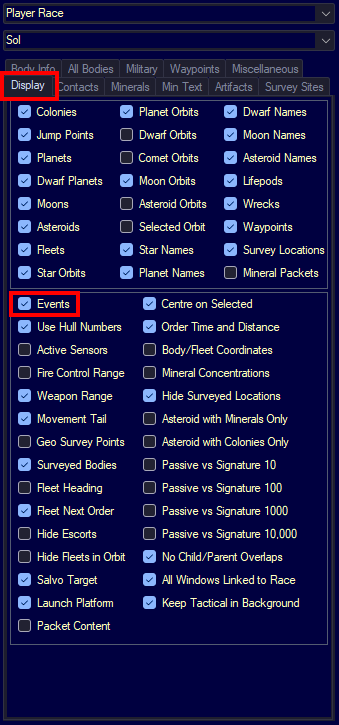 Player Race
Sol
Body Info All Bodies Military Waypoints Miscellaneous
Display Contacts Minerals Min Text Artifacts Survey Sites
Colonies Planet Orbits Dwarf Names
Jump Points Dwarf Orbits Moon Names
Planets Comet Orbits Asteroid Names
Dwarf Planets Moon Orbits Lifepods
Moons Asteroid Orbits Wrecks
Asteroids Selected Orbit Waypoints
Fleets Star Names Survey Locations
Star Orbits Planet Names Mineral Packets
Events Centre on Selected
Use Hull Numbers Order Time and Distance
Active Sensors Body/Fleet Coordinates
Fire Control Range Mineral Concentrations
Weapon Range Hide Surveyed Locations
Movement Tail Asteroid with Minerals Only
Geo Survey Points Asteroid with Colonies Only
Surveyed Bodies Passive vs Signature 10
Fleet Heading Passive vs Signature 100
Fleet Next Order Passive vs Signature 1000
Hide Escorts Passive vs Signature 10,000
Hide Fleets in Orbit No Child/Parent Overlaps
Salvo Target All Windows Linked to Race
Launch Platform Keep Tactical in Background
Packet Content